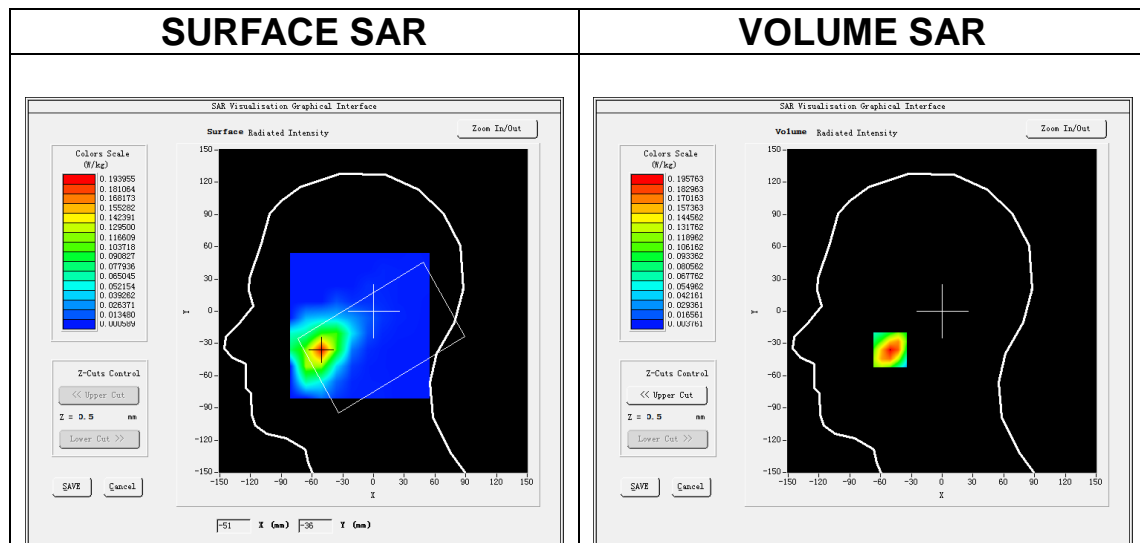 SURFACE SAR
VOLUME SAR
SAR Visualisation Graphical Interface
Surface Radiated Intensity
Zoom In/Out
Colors Scale
(W/kg)
0.193955
0.181064
0.168173
0.155282
0.142391
0.129500
0.116609
0.103718
0.090827
0.077936
0.065045
0.052154
0.039262
0.026371
0.013480
0.000589
150
120
90
60
30
0
-30
-60
-90
-120
-150
Y
-150 -120 -90 -60 -30 0 30 60 90 120 150
X
Z-Cuts Control
<< Upper Cut
Z = 0.5 mm
Lower Cut >>
SAVE Cancel
-51 X (mm) -36 Y (mm)
SAR Visualisation Graphical Interface
Volume Radiated Intensity
Zoom In/Out
Colors Scale
(W/kg)
0.195763
0.182963
0.170163
0.157363
0.144562
0.131762
0.118962
0.106162
0.093362
0.080562
0.067762
0.054962
0.042161
0.029361
0.016561
0.003761
150
120
90
60
30
0
-30
-60
-90
-120
-150
Y
-150 -120 -90 -60 -30 0 30 60 90 120 150
X
Z-Cuts Control
<< Upper Cut
Z = 0.5 mm
Lower Cut >>
SAVE Cancel